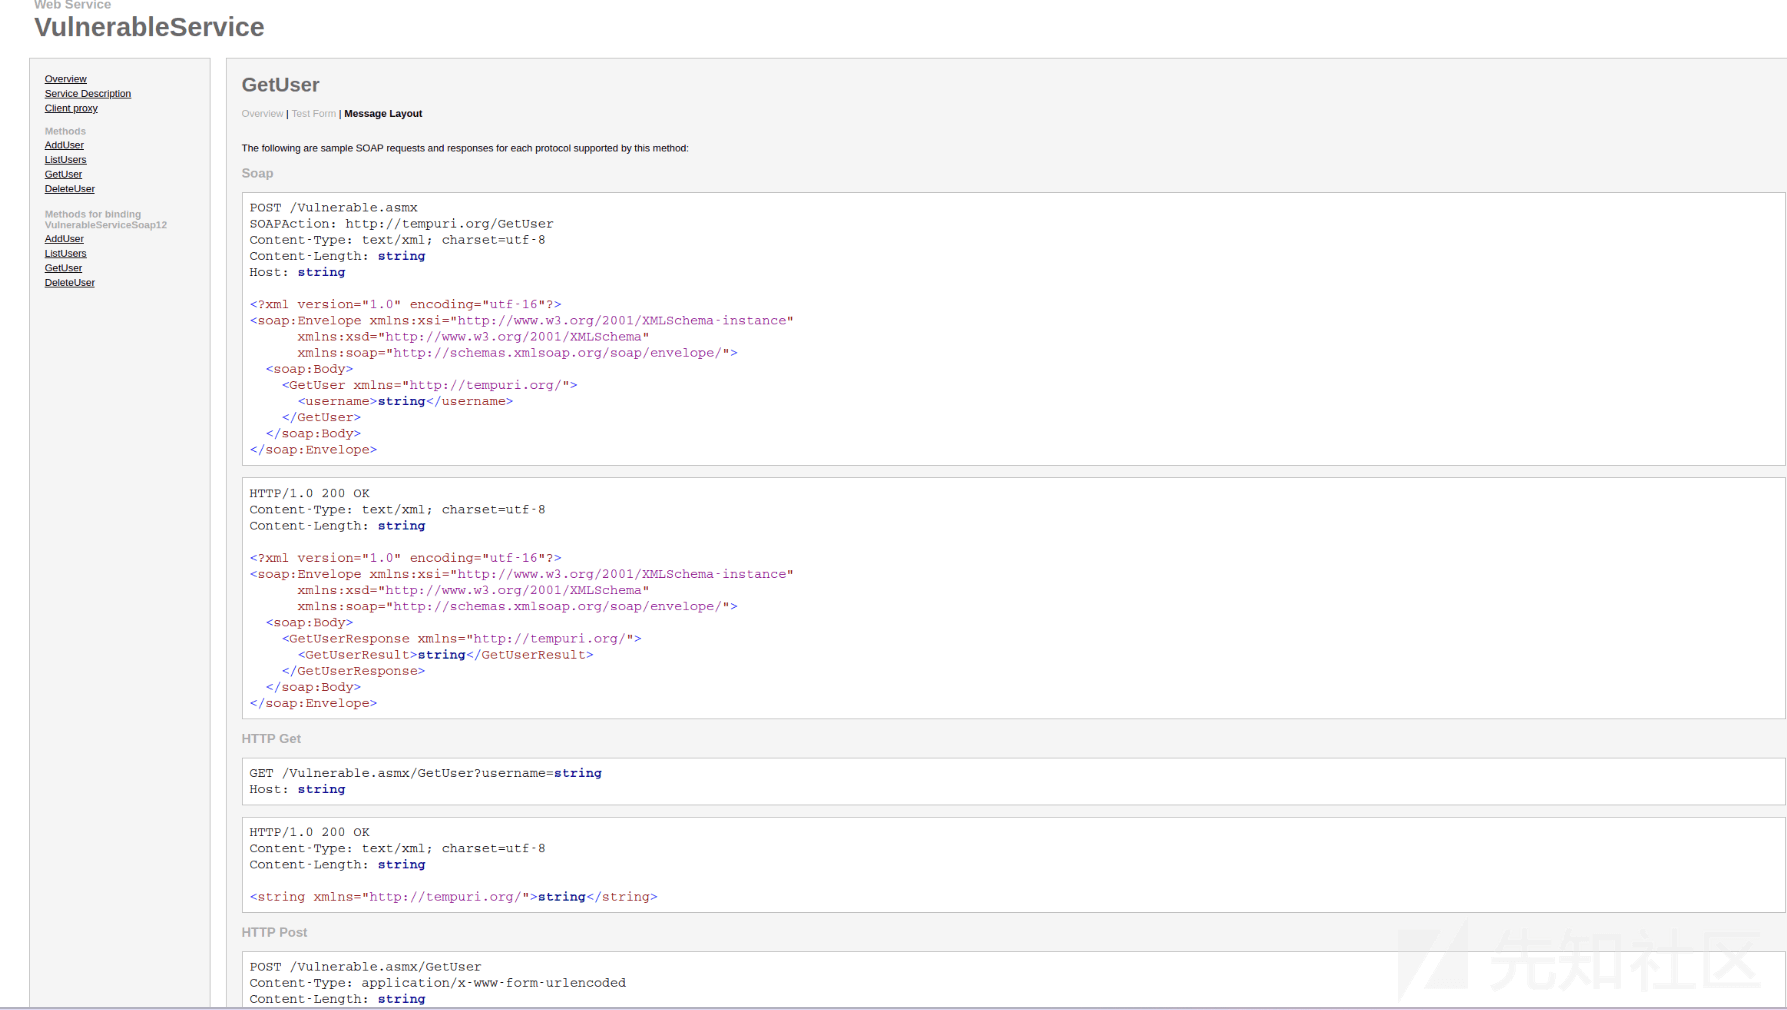 Web Service
VulnerableService
Overview
Service Description
Client proxy
Methods
AddUser
ListUsers
GetUser
DeleteUser
Methods for binding
VulnerableServiceSoap12
AddUser
ListUsers
GetUser
DeleteUser
GetUser
Overview | Test Form | Message Layout
The following are sample SOAP requests and responses for each protocol supported by this method:
Soap
POST /Vulnerable.asmx
SOAPAction: http://tempuri.org/GetUser
Content-Type: text/xml; charset=utf-8
Content-Length: string
Host: string
<?xml version="1.0" encoding="utf-16"?>
<soap:Envelope xmlns:xsi="http://www.w3.org/2001/XMLSchema-instance"
xmlns:xsd="http://www.w3.org/2001/XMLSchema"
xmlns:soap="http://schemas.xmlsoap.org/soap/envelope/">
<soap:Body>
<GetUser xmlns="http://tempuri.org/">
<username>string</username>
</GetUser>
</soap:Body>
</soap:Envelope>
HTTP/1.0 200 OK
Content-Type: text/xml; charset=utf-8
Content-Length: string
<?xml version="1.0" encoding="utf-16"?>
<soap:Envelope xmlns:xsi="http://www.w3.org/2001/XMLSchema-instance"
xmlns:xsd="http://www.w3.org/2001/XMLSchema"
xmlns:soap="http://schemas.xmlsoap.org/soap/envelope/">
<soap:Body>
<GetUserResponse xmlns="http://tempuri.org/">
<GetUserResult>string</GetUserResult>
</GetUserResponse>
</soap:Body>
</soap:Envelope>
HTTP Get
GET /Vulnerable.asmx/GetUser?username=string
Host: string
HTTP/1.0 200 OK
Content-Type: text/xml; charset=utf-8
Content-Length: string
<string xmlns="http://tempuri.org/">string</string>
HTTP Post
POST /Vulnerable.asmx/GetUser
Content-Type: application/x-www-form-urlencoded
Content-Length: string
先知社区